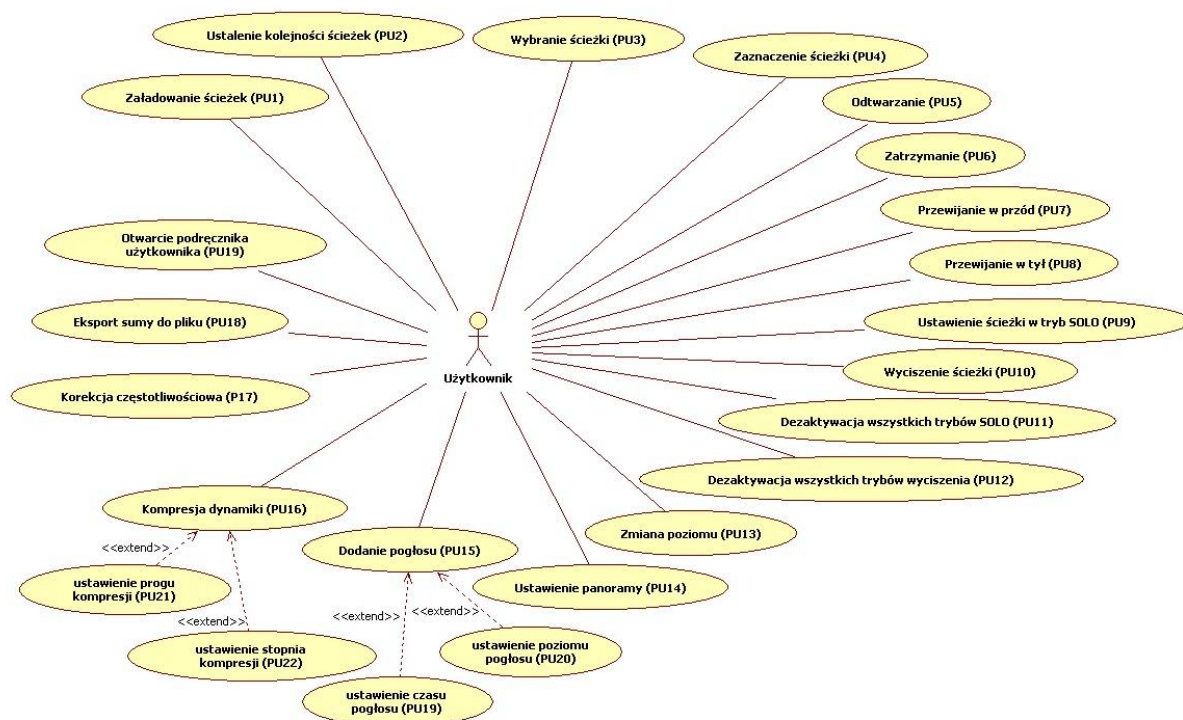 Ustalenie kolejności ścieżek (PU2)
Wybranie ścieżki (PU3)
Zaznaczenie ścieżki (PU4)
Załadowanie ścieżek (PU1)
Odtwarzanie (PU5)
Zatrzymanie (PU6)
Przewijanie w przód (PU7)
Otwarcie podręcznika
użytkownika (PU19)
Przewijanie w tył (PU8)
Eksport sumy do pliku (PU18)
Ustawienie ścieżki w tryb SOLO (PU9)
Użytkownik
Wyciszenie ścieżki (PU10)
Korekcja częstotliwościowa (P17)
Dezaktywacja wszystkich trybów SOLO (PU11)
Dezaktywacja wszystkich trybów wyciszenia (PU12)
Kompresja dynamiki (PU16)
Zmiana poziomu (PU13)
<<extend>>
Dodanie pogłosu (PU15)
ustawienie progu
kompresji (PU21)
Ustawienie panoramy (PU14)
<<extend>>
<<extend>>
<<extend>>
ustawienie stopnia
kompresji (PU22)
ustawienie poziomu
pogłosu (PU20)
ustawienie czasu
pogłosu (PU19)